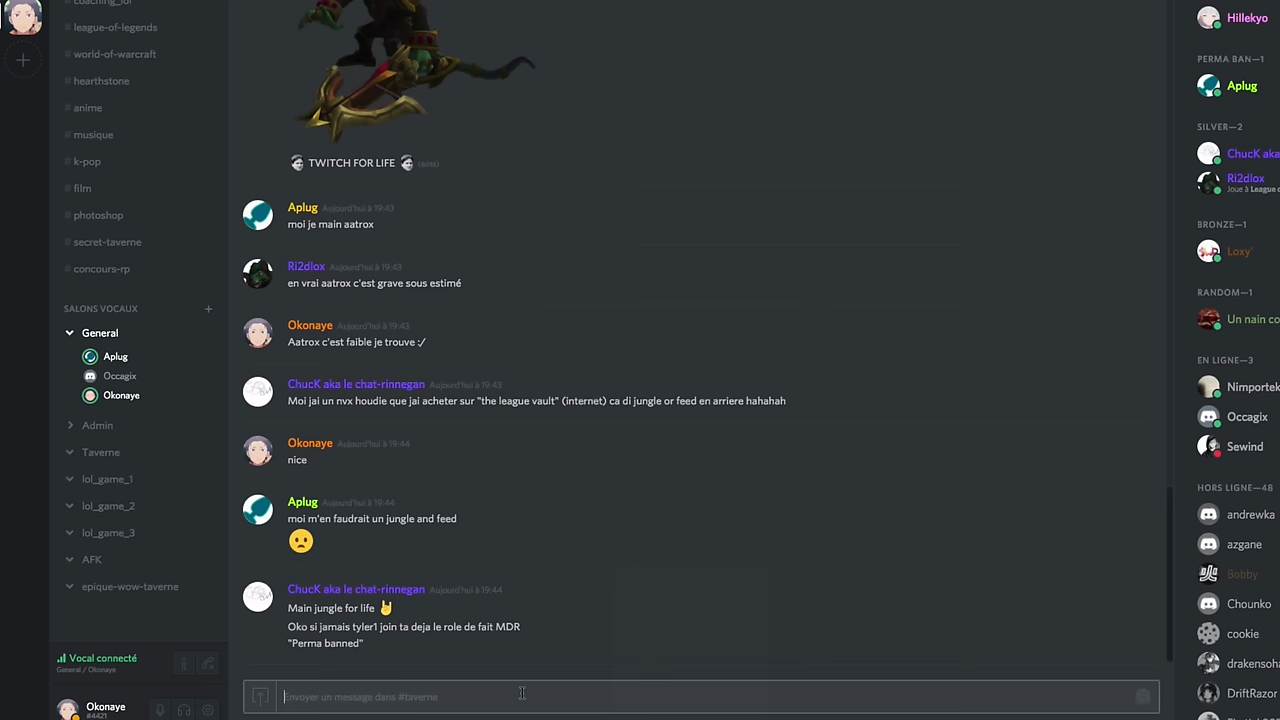 coaching_lol
# league-of-legends
# world-of-warcraft
# hearthstone
# anime
# musique
# k-pop
# film
# photoshop
# secret-taverne
# concours-rp
SALONS VOCAUX +
General
Aplug
Occagix
Okonaye
Admin
Taverne
lol_game_1
lol_game_2
lol_game_3
AFK
epique-wow-taverne
Vocal connecté
General / Okonaye
Okonaye
#4421
TWITCH FOR LIFE
Aplug Aujourd'hui à 19:43
moi je main aatrox
Ri2dlox Aujourd'hui à 19:43
en vrai aatrox c'est grave sous estimé
Okonaye Aujourd'hui à 19:43
Aatrox c'est faible je trouve :/
ChucK aka le chat-rinnegan Aujourd'hui à 19:43
Moi jai un nvx houdie que jai acheter sur "the league vault" (internet) ca di jungle or feed en arriere hahahah
Okonaye Aujourd'hui à 19:44
nice
Aplug Aujourd'hui à 19:44
moi m'en faudrait un jungle and feed
ChucK aka le chat-rinnegan Aujourd'hui à 19:44
Main jungle for life 🤘
Oko si jamais tyler1 join ta deja le role de fait MDR
"Perma banned"
Envoyer un message dans #taverne
Hillekyo
PERMA BAN—1
Aplug
SILVER—2
ChucK aka
Ri2dlox
Joue à League o
BRONZE—1
Loxy'
RANDOM—1
Un nain co
EN LIGNE—3
Nimportek
Occagix
Sewind
HORS LIGNE—48
andrewka
azgane
Bobby
Chounko
cookie
drakensoha
DriftRazor